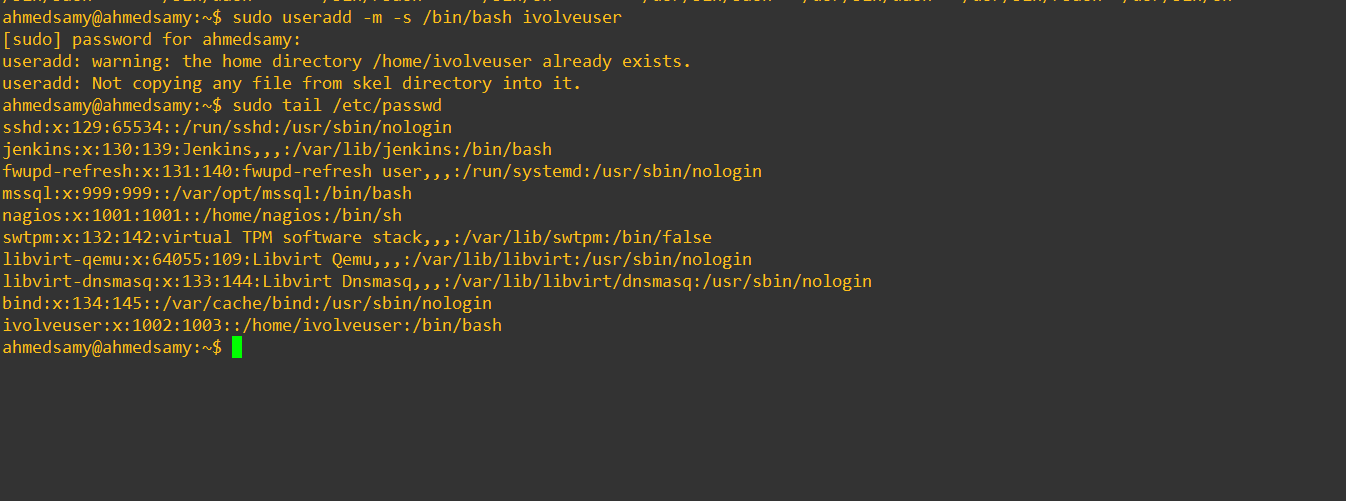 ahmedsamy@ahmedsamy:~$ sudo useradd -m -s /bin/bash ivolveuser
[sudo] password for ahmedsamy:
useradd: warning: the home directory /home/ivolveuser already exists.
useradd: Not copying any file from skel directory into it.
ahmedsamy@ahmedsamy:~$ sudo tail /etc/passwd
sshd:x:129:65534::/run/sshd:/usr/sbin/nologin
jenkins:x:130:139:Jenkins,,,:/var/lib/jenkins:/bin/bash
fwupd-refresh:x:131:140:fwupd-refresh user,,,:/run/systemd:/usr/sbin/nologin
mssql:x:999:999::/var/opt/mssql:/bin/bash
nagios:x:1001:1001::/home/nagios:/bin/sh
swtpm:x:132:142:virtual TPM software stack,,,:/var/lib/swtpm:/bin/false
libvirt-qemu:x:64055:109:Libvirt Qemu,,,:/var/lib/libvirt:/usr/sbin/nologin
libvirt-dnsmasq:x:133:144:Libvirt Dnsmasq,,,:/var/lib/libvirt/dnsmasq:/usr/sbin/nologin
bind:x:134:145::/var/cache/bind:/usr/sbin/nologin
ivolveuser:x:1002:1003::/home/ivolveuser:/bin/bash
ahmedsamy@ahmedsamy:~$